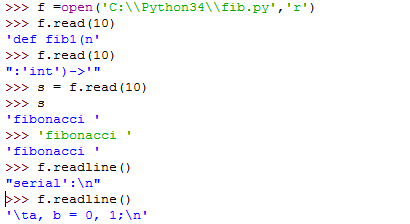 >>> f =open('C:\\Python34\\fib.py','r')
>>> f.read(10)
'def fib1(n'
>>> f.read(10)
":'int')->'"
>>> s = f.read(10)
>>> s
'fibonacci '
>>> 'fibonacci '
'fibonacci '
>>> f.readline()
"serial':\n"
>>> f.readline()
'\ta, b = 0, 1;\n'